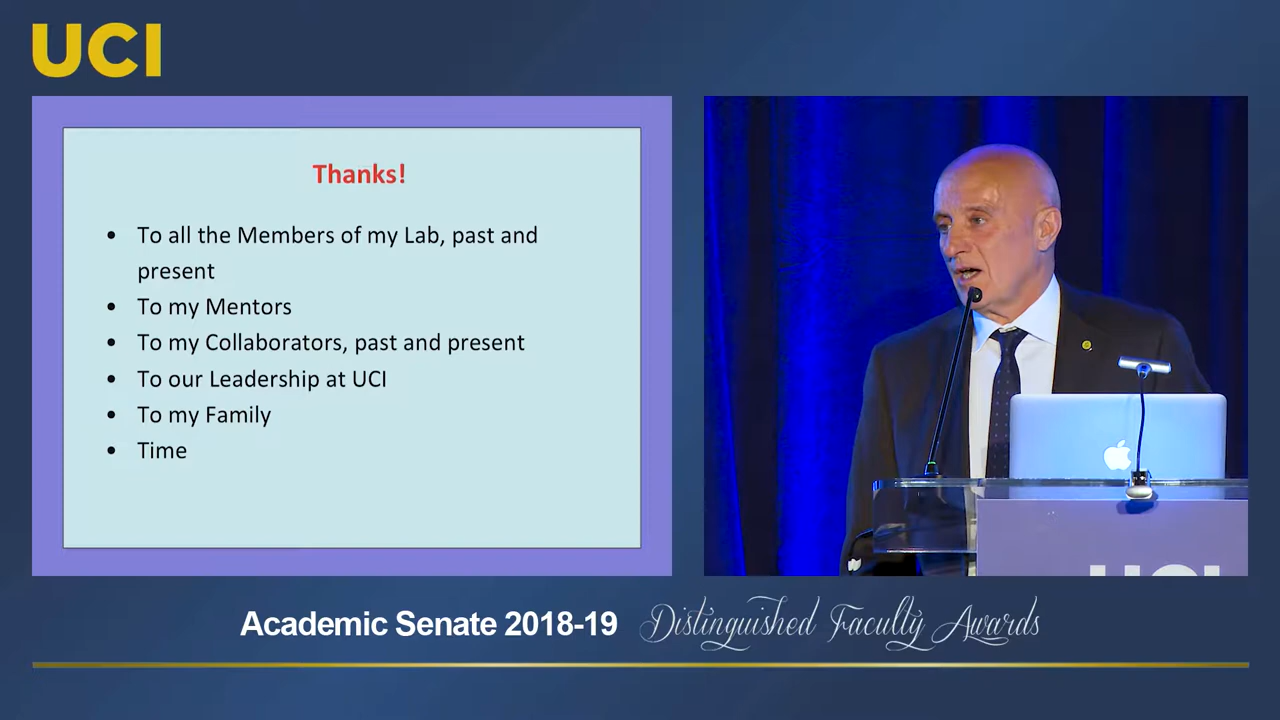 UCI
Thanks!
• To all the Members of my Lab, past and
present
• To my Mentors
• To my Collaborators, past and present
• To our Leadership at UCI
• To my Family
• Time
UCI
Academic Senate 2018-19 Distinguished Faculty Awards